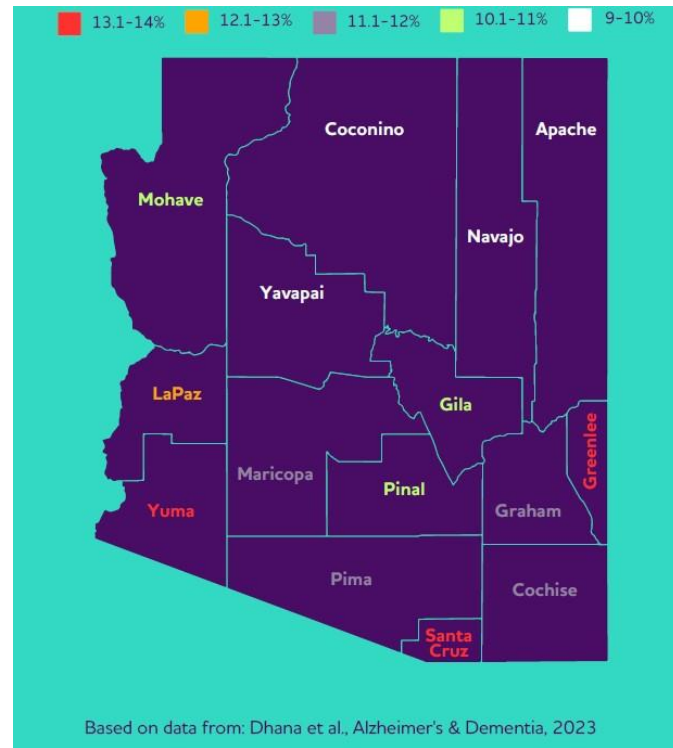 13.1-14% 12.1-13% 11.1-12% 10.1-11% 9-10%
Coconino
Apache
Mohave
Navajo
Yavapai
LaPaz
Gila
Greenlee
Maricopa
Pinal
Yuma
Graham
Pima
Cochise
Santa
Cruz
Based on data from: Dhana et al., Alzheimer's & Dementia, 2023